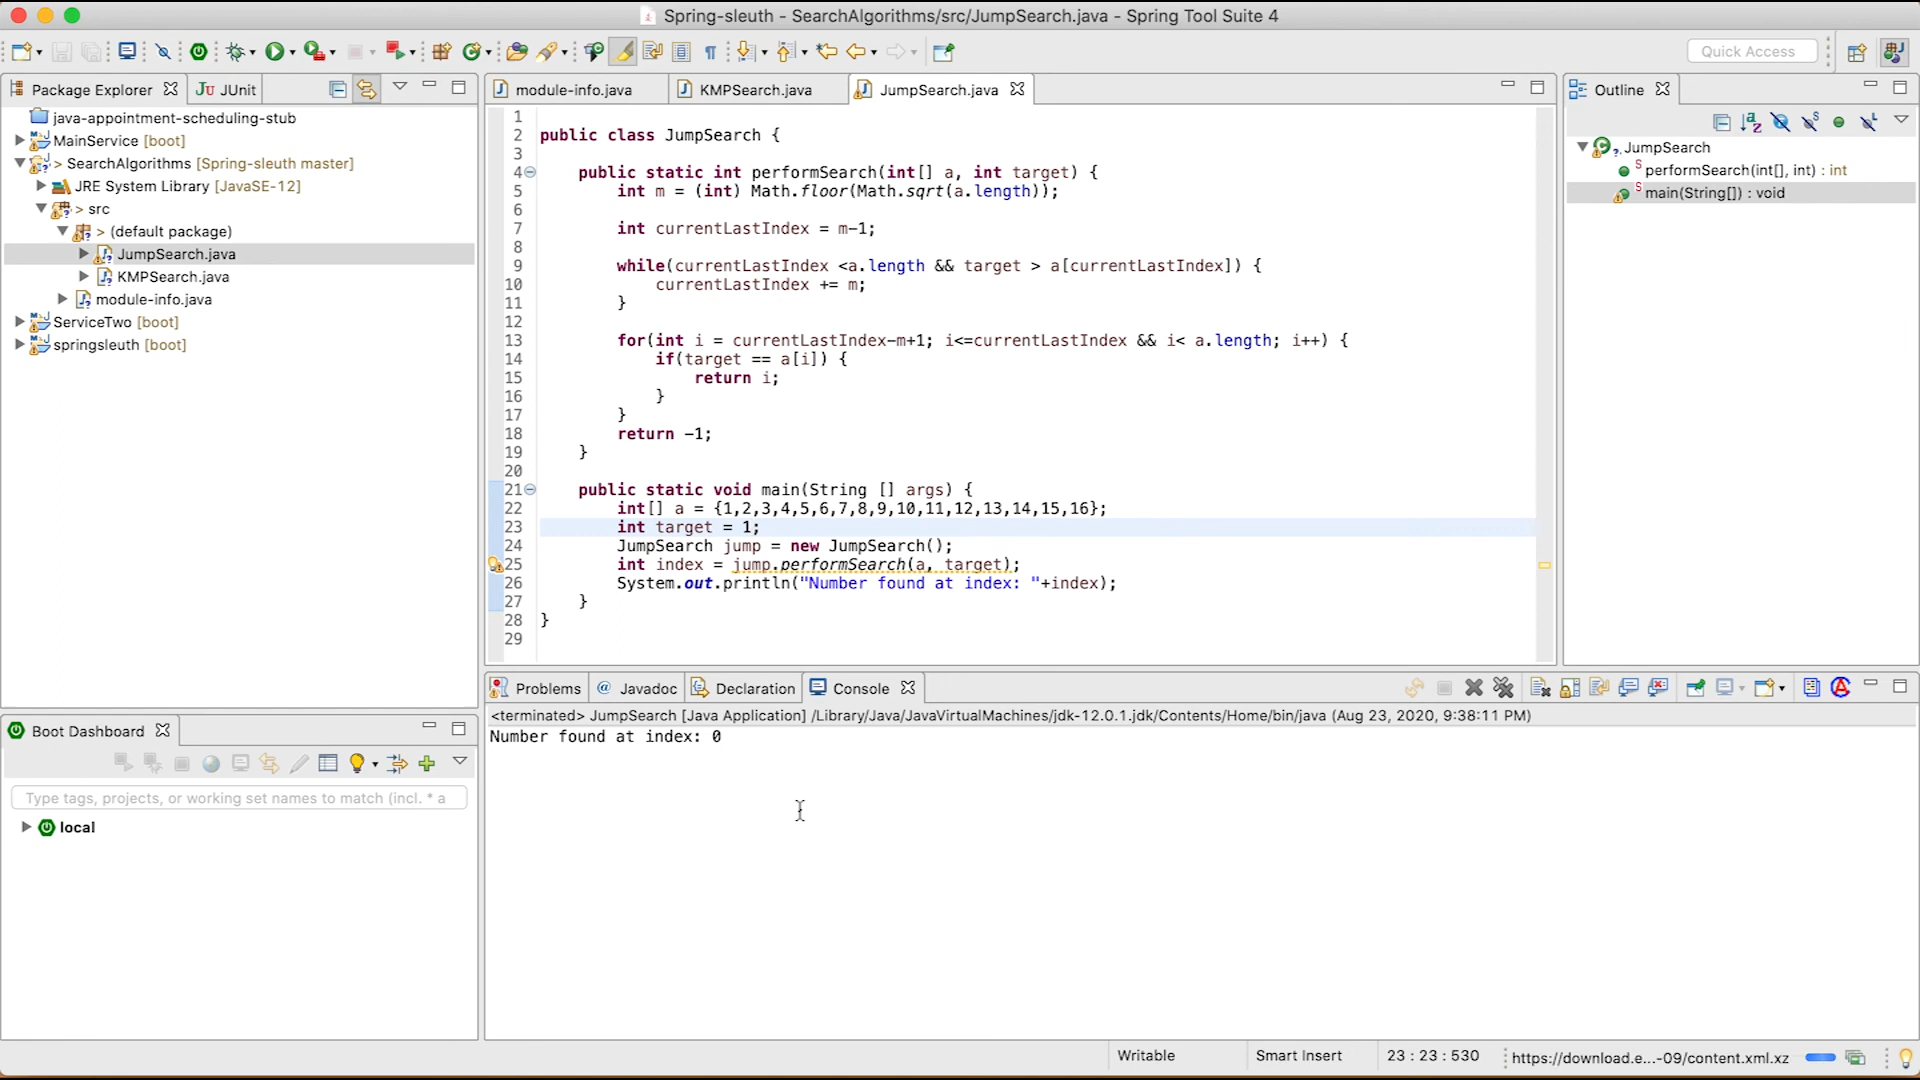 Spring-sleuth - SearchAlgorithms/src/JumpSearch.java - Spring Tool Suite 4
Quick Access
Package Explorer
JUnit
java-appointment-scheduling-stub
MainService [boot]
> SearchAlgorithms [Spring-sleuth master]
JRE System Library [JavaSE-12]
> src
> (default package)
JumpSearch.java
KMPSearch.java
module-info.java
ServiceTwo [boot]
springsleuth [boot]
module-info.java
KMPSearch.java
JumpSearch.java
1
2 public class JumpSearch {
3
4 public static int performSearch(int[] a, int target) {
5 int m = (int) Math.floor(Math.sqrt(a.length));
6
7 int currentLastIndex = m-1;
8
9 while(currentLastIndex <a.length && target > a[currentLastIndex]) {
10 currentLastIndex += m;
11 }
12
13 for(int i = currentLastIndex-m+1; i<=currentLastIndex && i< a.length; i++) {
14 if(target == a[i]) {
15 return i;
16 }
17 }
18 return -1;
19 }
20
21 public static void main(String [] args) {
22 int[] a = {1,2,3,4,5,6,7,8,9,10,11,12,13,14,15,16};
23 int target = 1;
24 JumpSearch jump = new JumpSearch();
25 int index = jump.performSearch(a, target);
26 System.out.println("Number found at index: "+index);
27 }
28 }
29
Outline
JumpSearch
performSearch(int[], int) : int
main(String[]) : void
Problems
@ Javadoc
Declaration
Console
<terminated> JumpSearch [Java Application] /Library/Java/JavaVirtualMachines/jdk-12.0.1.jdk/Contents/Home/bin/java (Aug 23, 2020, 9:38:11 PM)
Number found at index: 0
Boot Dashboard
Type tags, projects, or working set names to match (incl. * a
local
Writable
Smart Insert
23 : 23 : 530
https://download.e...-09/content.xml.xz